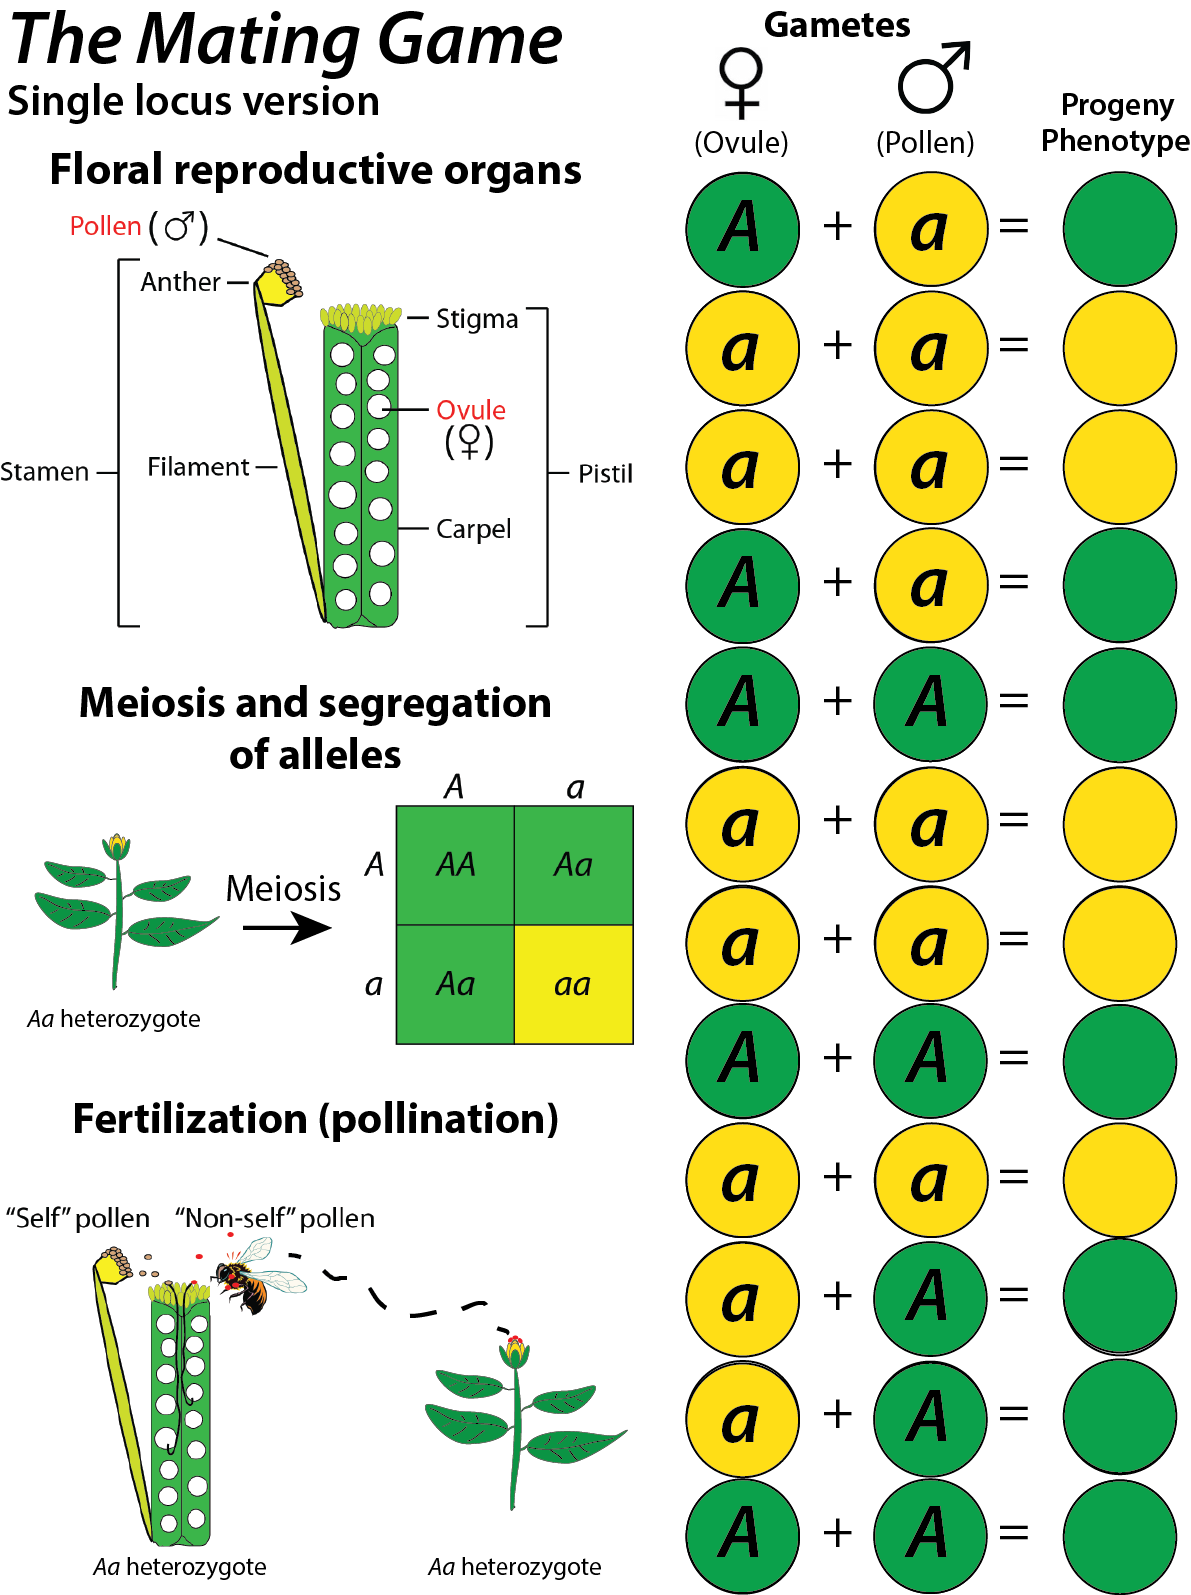 The Mating Game
Single locus version
Floral reproductive organs
Pollen (♂)
Anther
Stigma
Ovule
(♀)
Stamen
Filament
Pistil
Carpel
Meiosis and segregation
of alleles
A a
Meiosis
A AA Aa
a Aa aa
Aa heterozygote
Fertilization (pollination)
"Self" pollen "Non-self" pollen
Aa heterozygote
Aa heterozygote
Gametes
♀ ♂
(Ovule) (Pollen)
Progeny
Phenotype
A + a =
a + a =
a + a =
A + a =
A + A =
a + a =
a + a =
A + A =
a + a =
a + A =
a + A =
A + A =